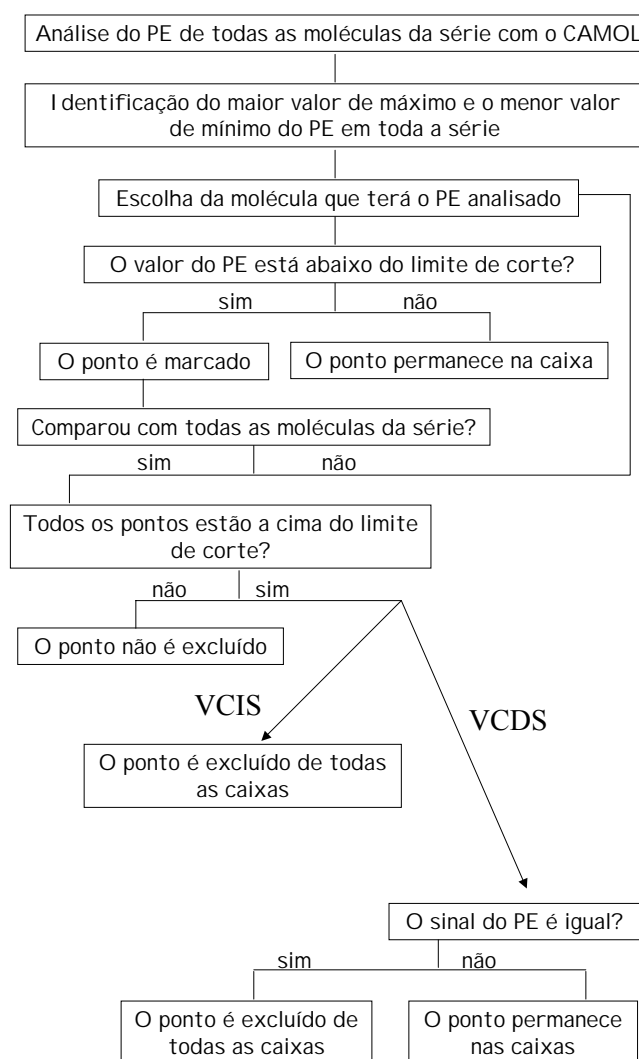 Análise do PE de todas as moléculas da série com o CAMOL
Identificação do maior valor de máximo e o menor valor
de mínimo do PE em toda a série
Escolha da molécula que terá o PE analisado
O valor do PE está abaixo do limite de corte?
sim não
O ponto é marcado
O ponto permanece na caixa
Comparou com todas as moléculas da série?
sim não
Todos os pontos estão a cima do limite
de corte?
não sim
O ponto não é excluído
VCIS
VCDS
O ponto é excluído de todas
as caixas
O sinal do PE é igual?
sim não
O ponto é excluído de
todas as caixas
O ponto permanece
nas caixas